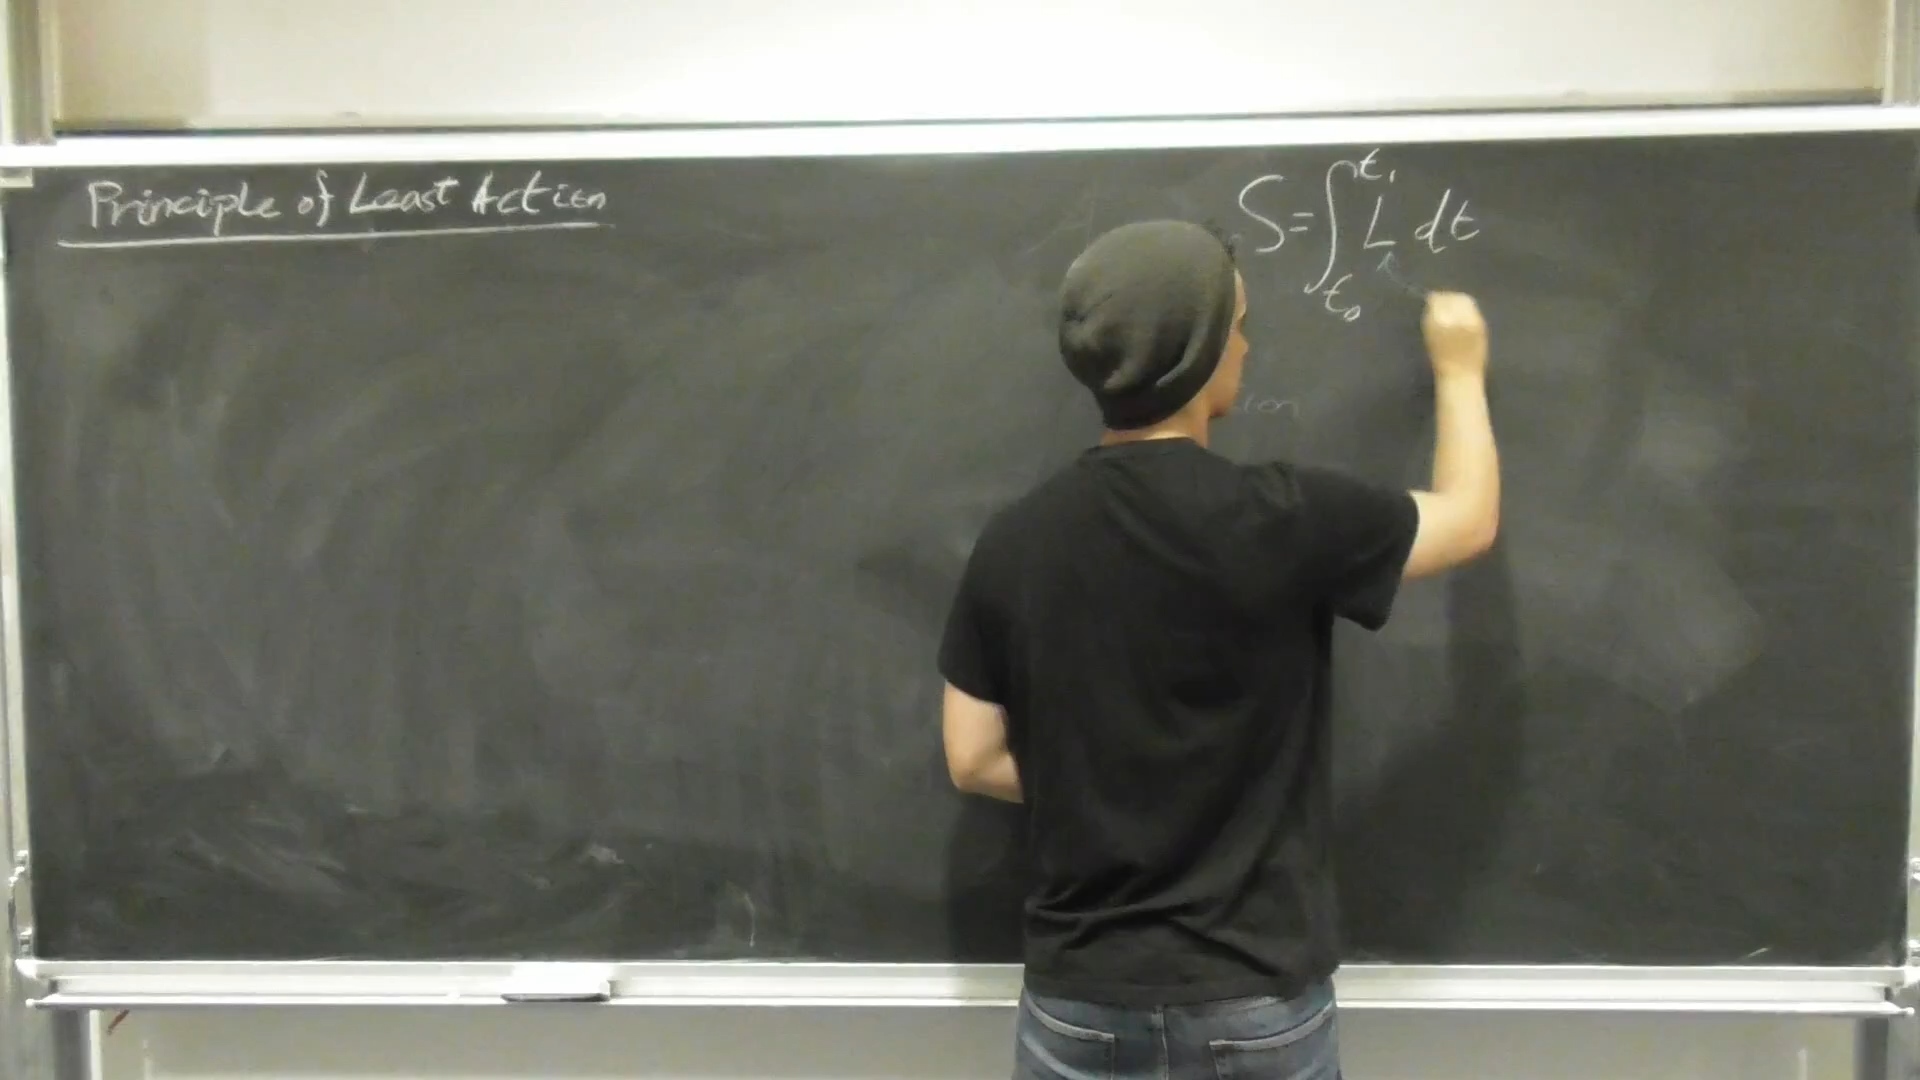 Principle of Least Action
S = ∫_{t₀}^{t₁} L dt